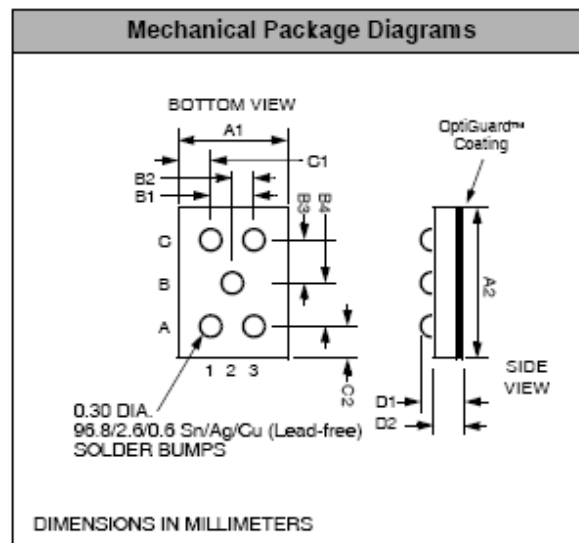 Mechanical Package Diagrams
BOTTOM VIEW
OptiGuard™
Coating
A1
C1
B2
B1
B3
B4
C
B
A
A2
1 2 3
C2
SIDE
VIEW
D1
D2
0.30 DIA.
96.8/2.6/0.6 Sn/Ag/Cu (Lead-free)
SOLDER BUMPS
DIMENSIONS IN MILLIMETERS